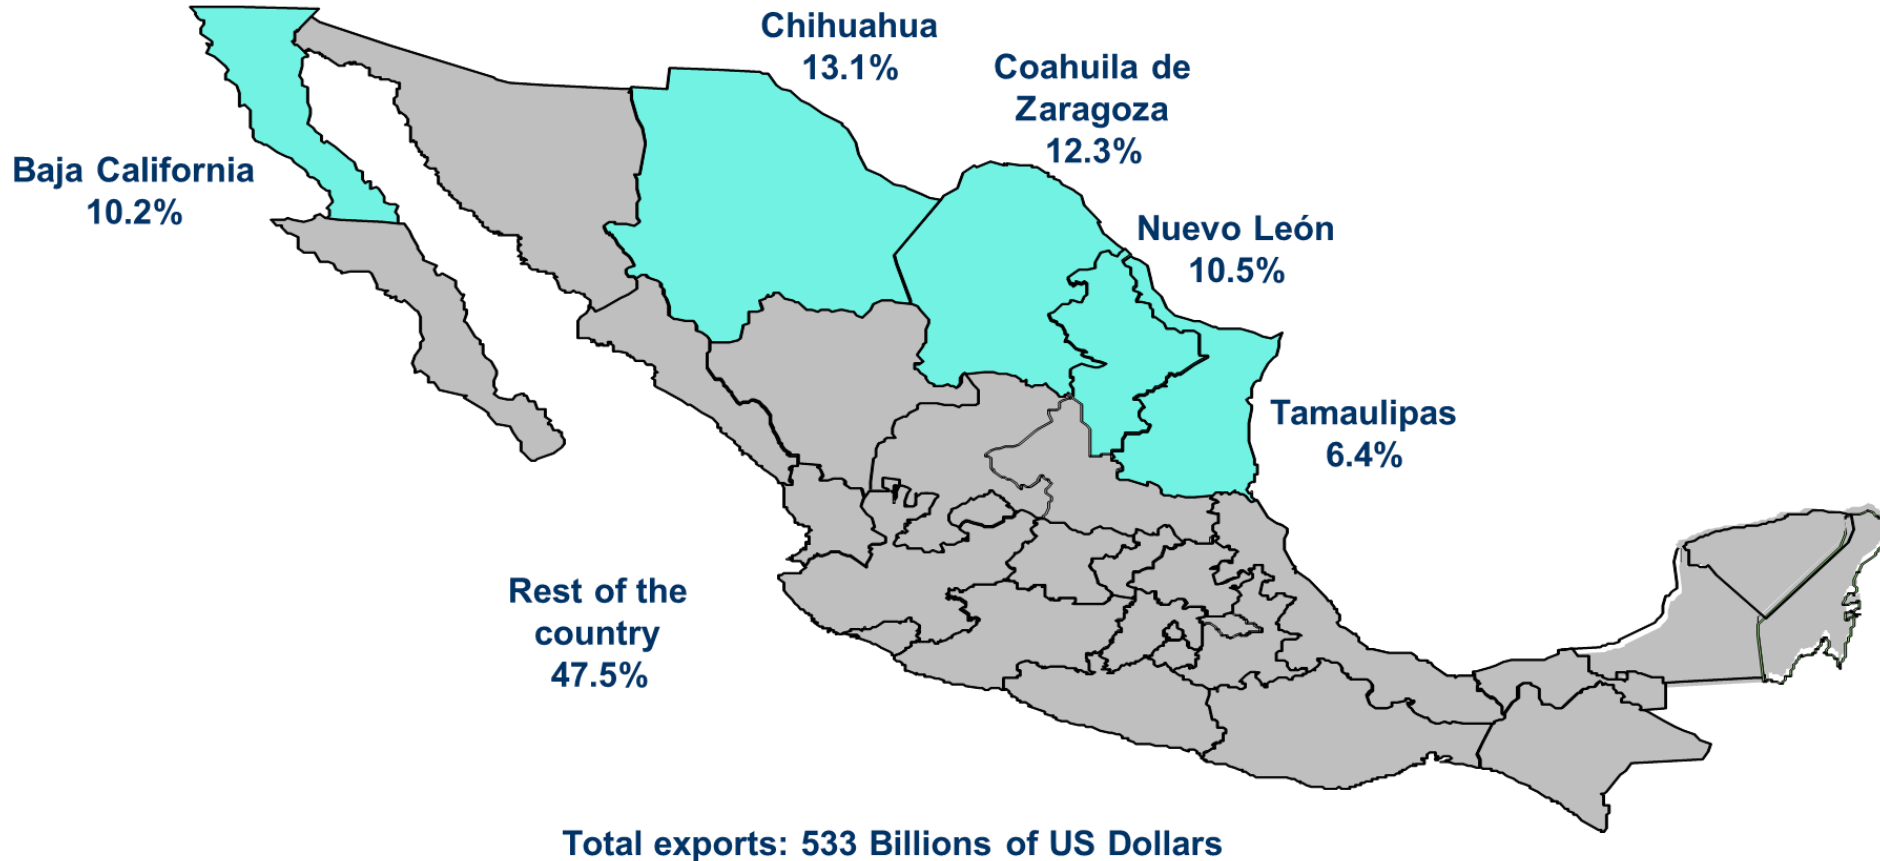 Chihuahua
13.1%
Coahuila de
Zaragoza
12.3%
Baja California
10.2%
Nuevo León
10.5%
Tamaulipas
6.4%
Rest of the
country
47.5%
Total exports: 533 Billions of US Dollars